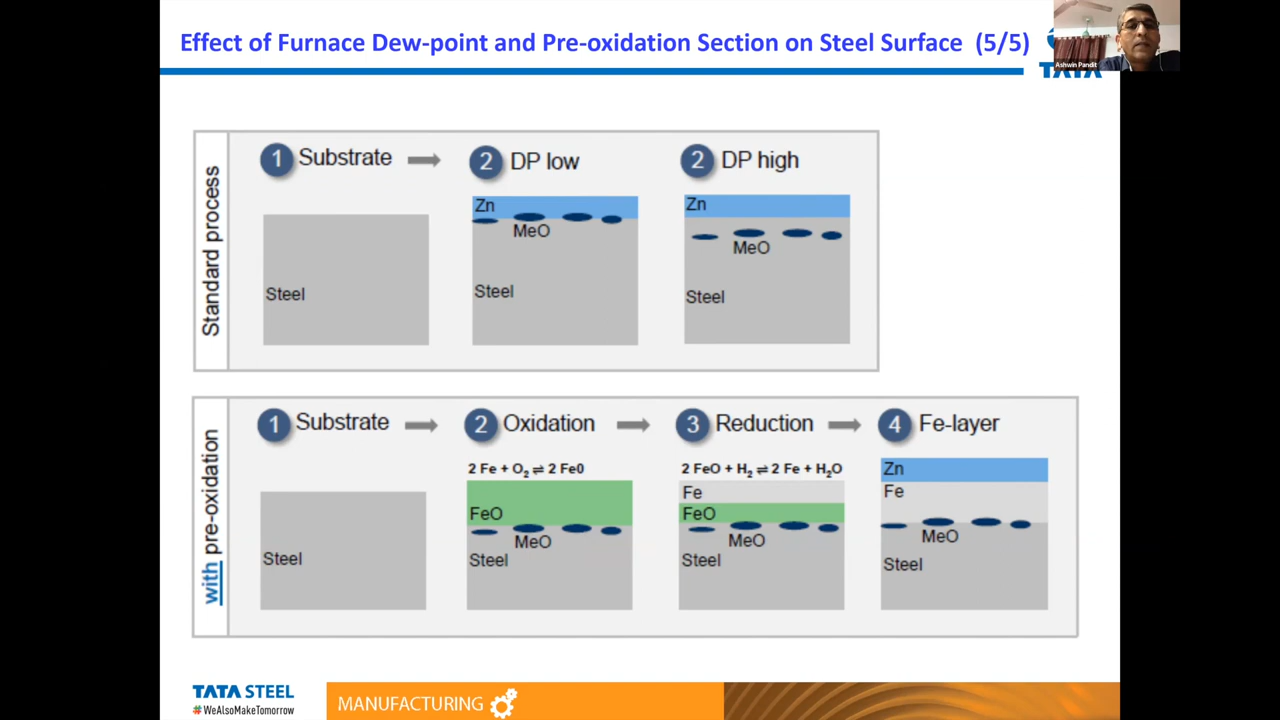 Effect of Furnace Dew-point and Pre-oxidation Section on Steel Surface (5/5)
Ashwin Pandit
TATA
Standard process
1 Substrate
2 DP low
2 DP high
Zn
MeO
Steel
Zn
MeO
Steel
Steel
with pre-oxidation
1 Substrate
2 Oxidation
3 Reduction
4 Fe-layer
2 Fe + O₂ ⇌ 2 Fe0
2 FeO + H₂ ⇌ 2 Fe + H₂O
Steel
FeO
MeO
Steel
Fe
FeO
MeO
Steel
Zn
Fe
MeO
Steel
TATA STEEL
#WeAlsoMakeTomorrow
MANUFACTURING